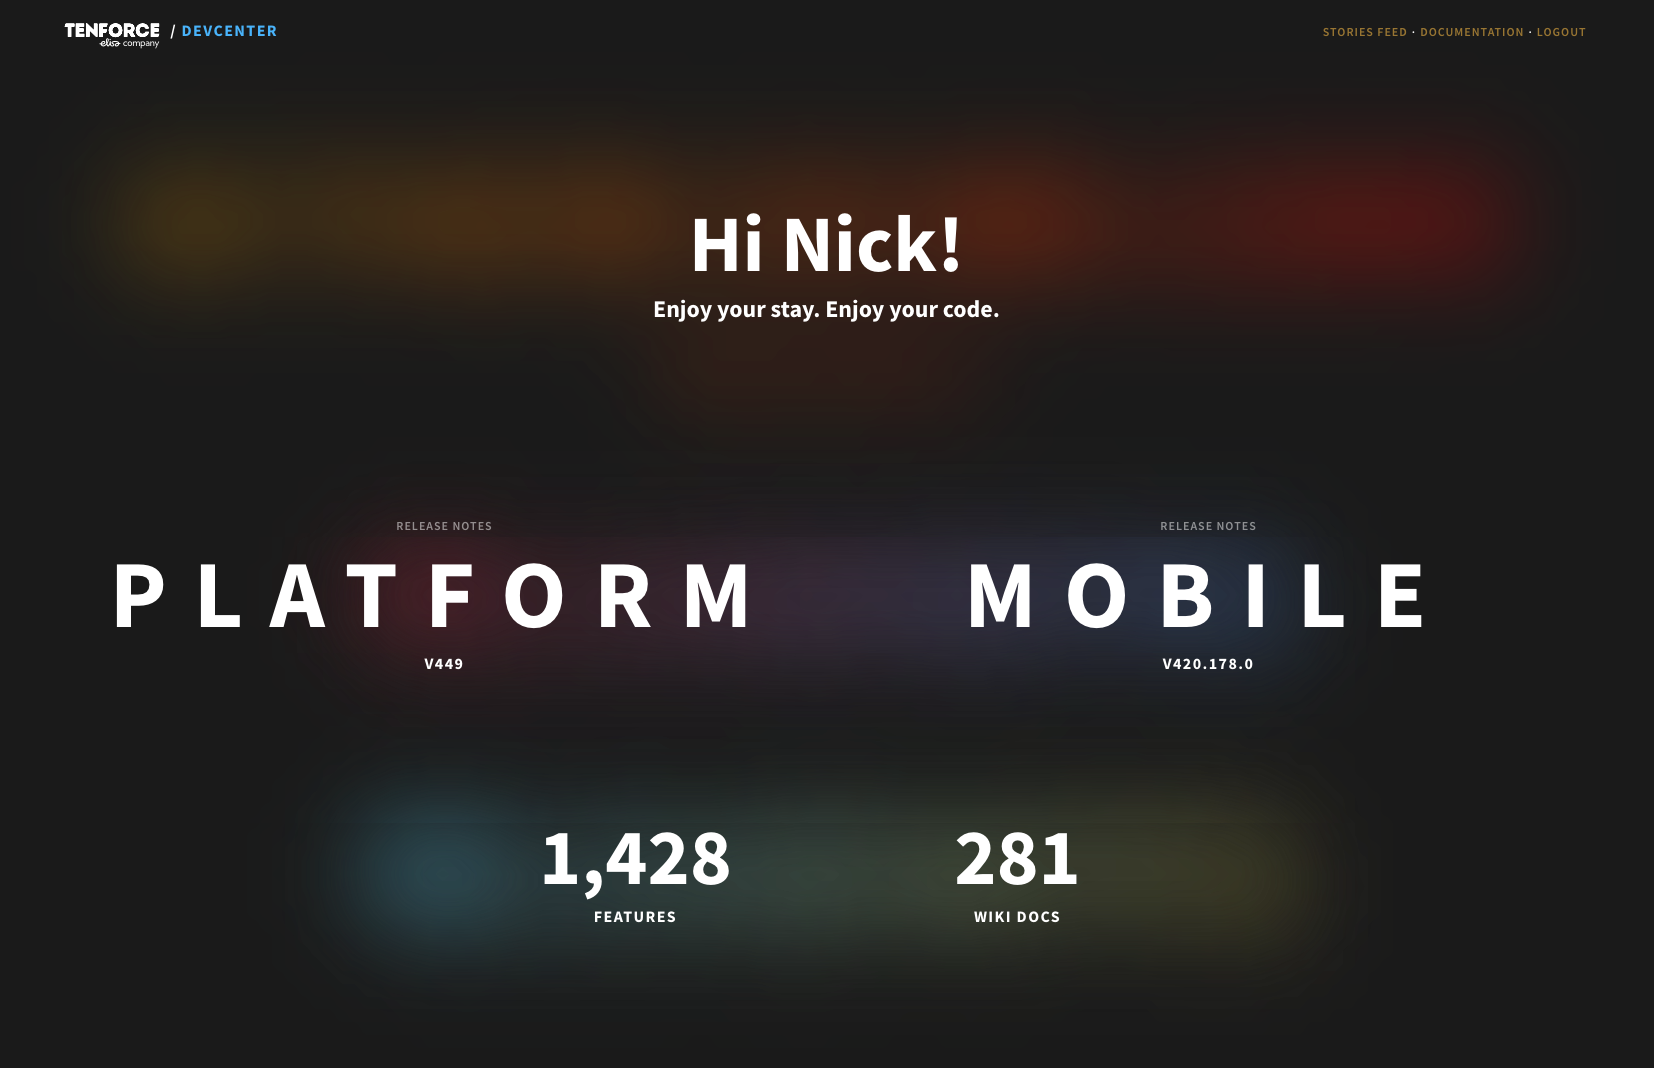 TENFORCE / DEVCENTER
elisa company
STORIES FEED · DOCUMENTATION · LOGOUT
Hi Nick!
Enjoy your stay. Enjoy your code.
RELEASE NOTES
PLATFORM
V449
RELEASE NOTES
MOBILE
V420.178.0
1,428
FEATURES
281
WIKI DOCS